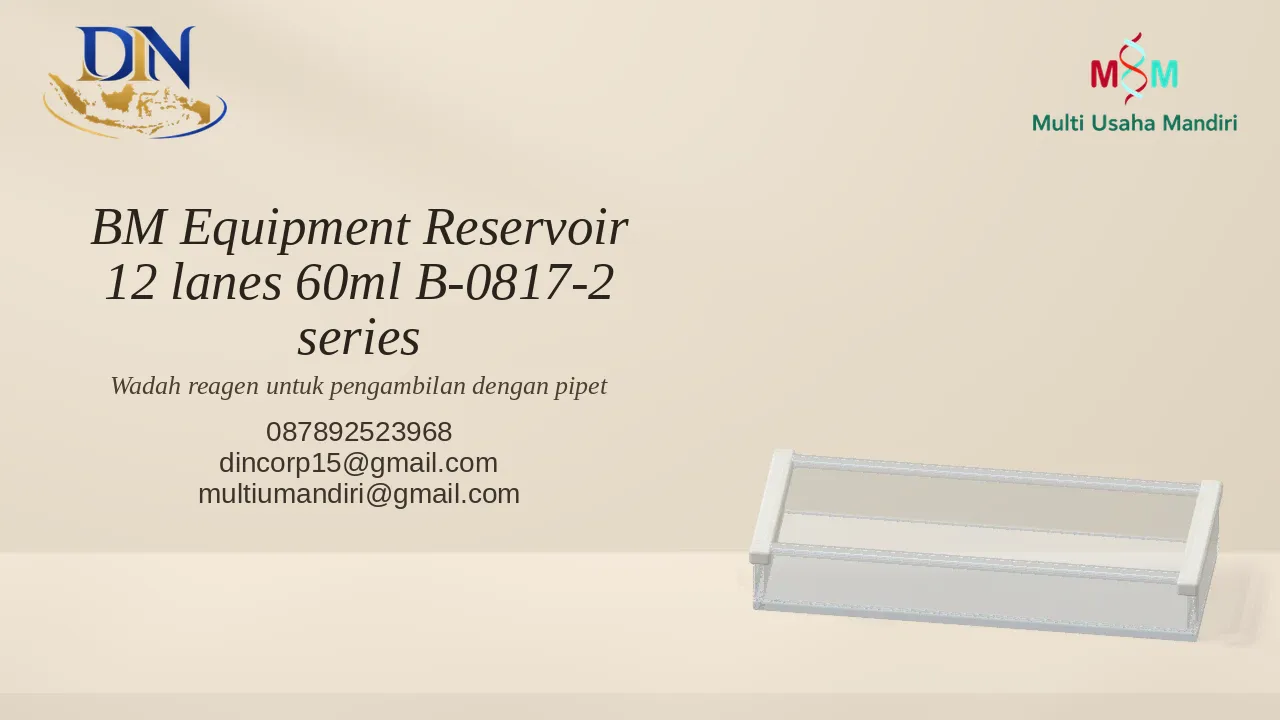 DN
M M
Multi Usaha Mandiri
BM Equipment Reservoir
12 lanes 60ml B-0817-2
series
Wadah reagen untuk pengambilan dengan pipet
087892523968
dincorp15@gmail.com
multiumandiri@gmail.com